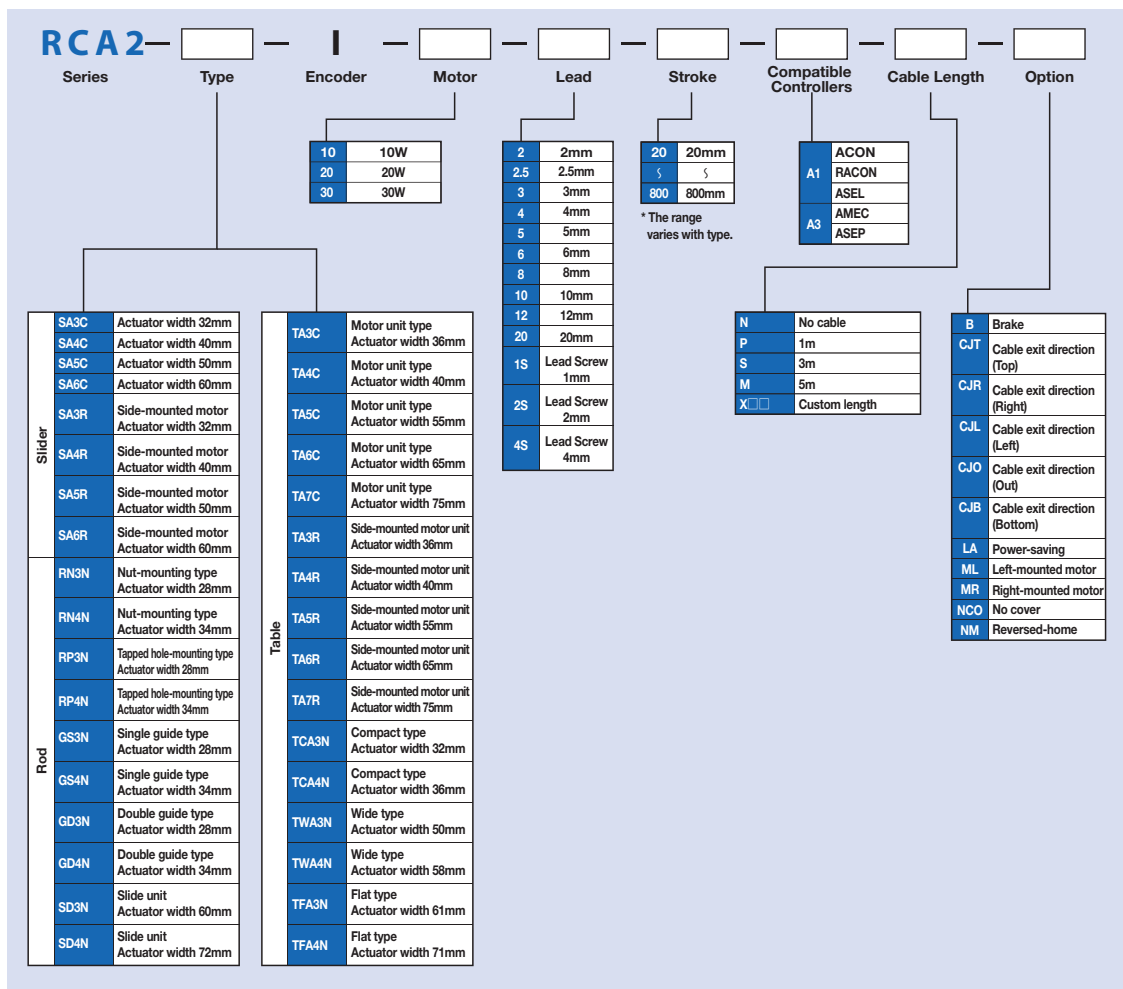 RCA2 — — I — — — — — —
Series Type Encoder Motor Lead Stroke Compatible Controllers Cable Length Option
10 10W
20 20W
30 30W
2 2mm
2.5 2.5mm
3 3mm
4 4mm
5 5mm
6 6mm
8 8mm
10 10mm
12 12mm
20 20mm
1S Lead Screw
1mm
2S Lead Screw
2mm
4S Lead Screw
4mm
20 20mm
∫ ∫
800 800mm
* The range
varies with type.
A1 ACON
RACON
ASEL
A3 AMEC
ASEP
N No cable
P 1m
S 3m
M 5m
X□□ Custom length
B Brake
CJT Cable exit direction
(Top)
CJR Cable exit direction
(Right)
CJL Cable exit direction
(Left)
CJO Cable exit direction
(Out)
CJB Cable exit direction
(Bottom)
LA Power-saving
ML Left-mounted motor
MR Right-mounted motor
NCO No cover
NM Reversed-home
Slider
SA3C Actuator width 32mm
SA4C Actuator width 40mm
SA5C Actuator width 50mm
SA6C Actuator width 60mm
SA3R Side-mounted motor
Actuator width 32mm
SA4R Side-mounted motor
Actuator width 40mm
SA5R Side-mounted motor
Actuator width 50mm
SA6R Side-mounted motor
Actuator width 60mm
Rod
RN3N Nut-mounting type
Actuator width 28mm
RN4N Nut-mounting type
Actuator width 34mm
RP3N Tapped hole-mounting type
Actuator width 28mm
RP4N Tapped hole-mounting type
Actuator width 34mm
GS3N Single guide type
Actuator width 28mm
GS4N Single guide type
Actuator width 34mm
GD3N Double guide type
Actuator width 28mm
GD4N Double guide type
Actuator width 34mm
SD3N Slide unit
Actuator width 60mm
SD4N Slide unit
Actuator width 72mm
Table
TA3C Motor unit type
Actuator width 36mm
TA4C Motor unit type
Actuator width 40mm
TA5C Motor unit type
Actuator width 55mm
TA6C Motor unit type
Actuator width 65mm
TA7C Motor unit type
Actuator width 75mm
TA3R Side-mounted motor unit
Actuator width 36mm
TA4R Side-mounted motor unit
Actuator width 40mm
TA5R Side-mounted motor unit
Actuator width 55mm
TA6R Side-mounted motor unit
Actuator width 65mm
TA7R Side-mounted motor unit
Actuator width 75mm
TCA3N Compact type
Actuator width 32mm
TCA4N Compact type
Actuator width 36mm
TWA3N Wide type
Actuator width 50mm
TWA4N Wide type
Actuator width 58mm
TFA3N Flat type
Actuator width 61mm
TFA4N Flat type
Actuator width 71mm